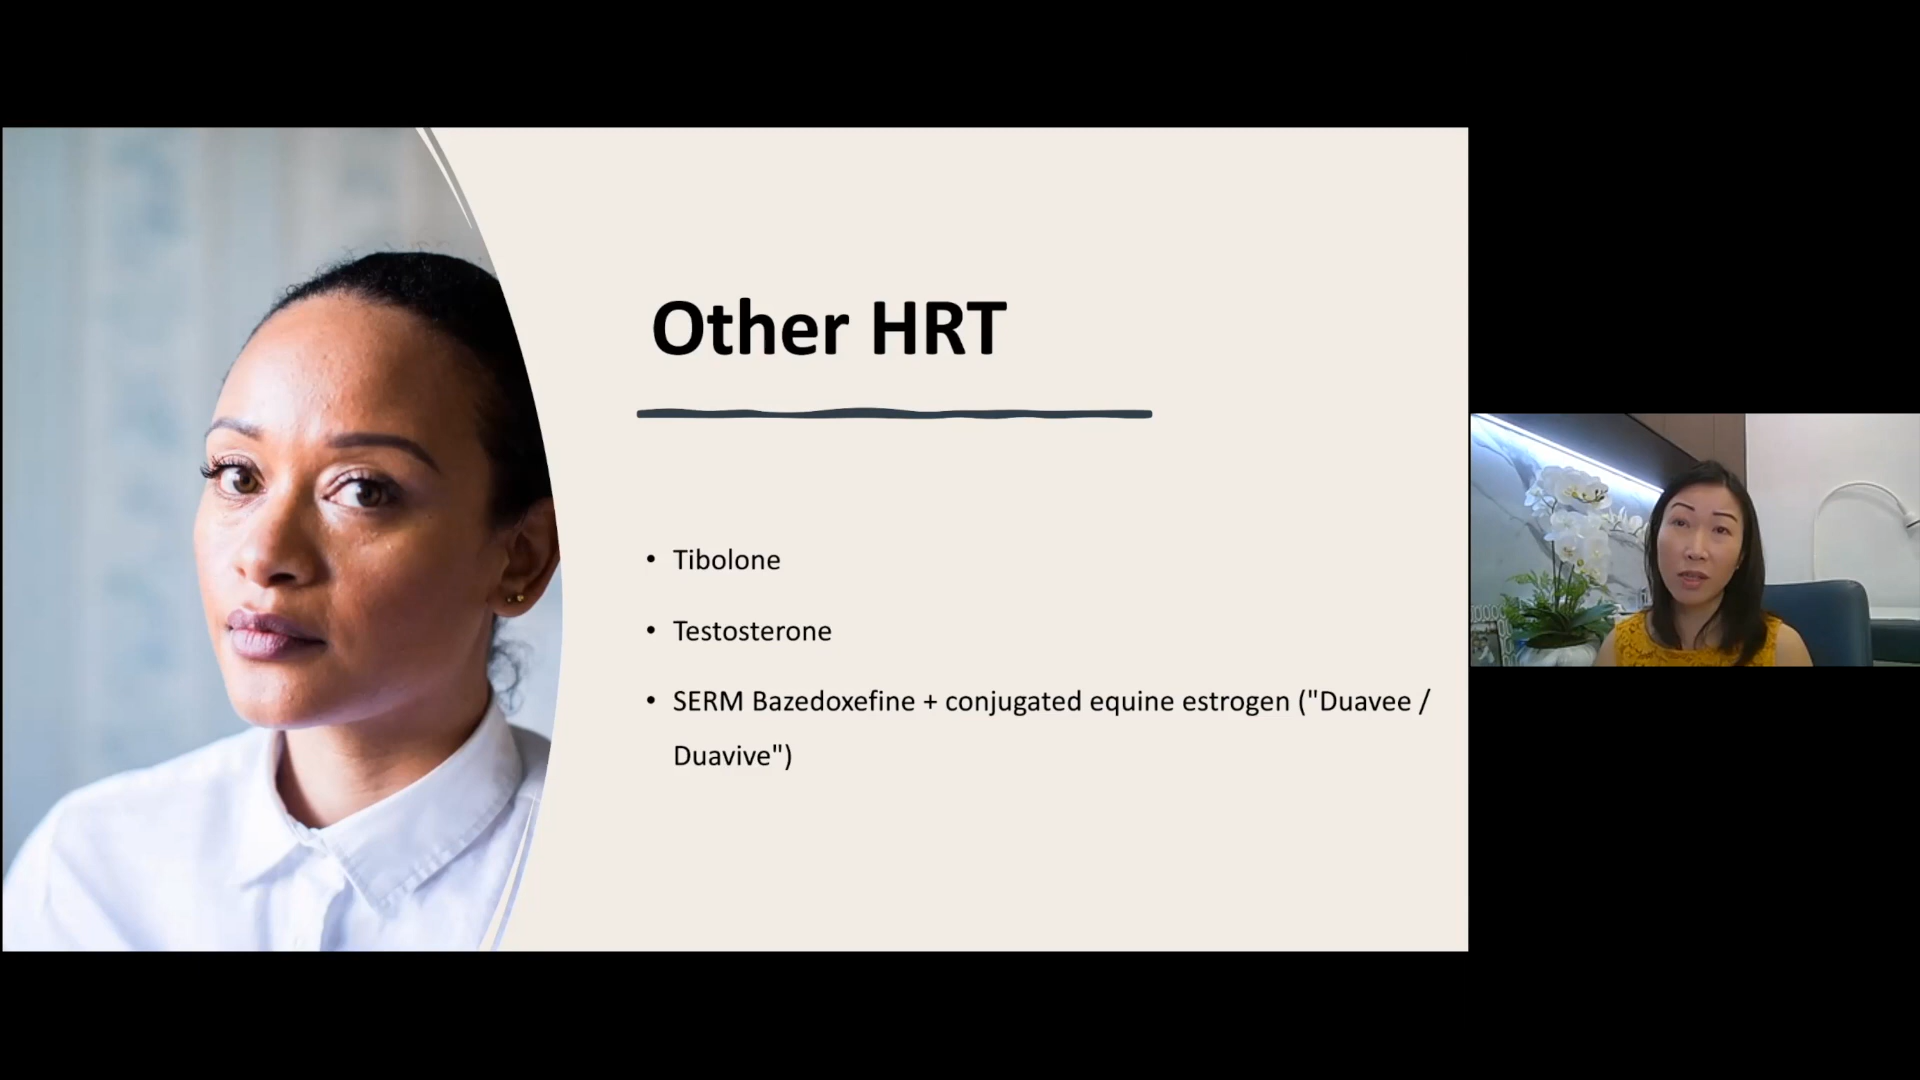 Other HRT
• Tibolone
• Testosterone
• SERM Bazedoxefine + conjugated equine estrogen ("Duavee /
Duavive")